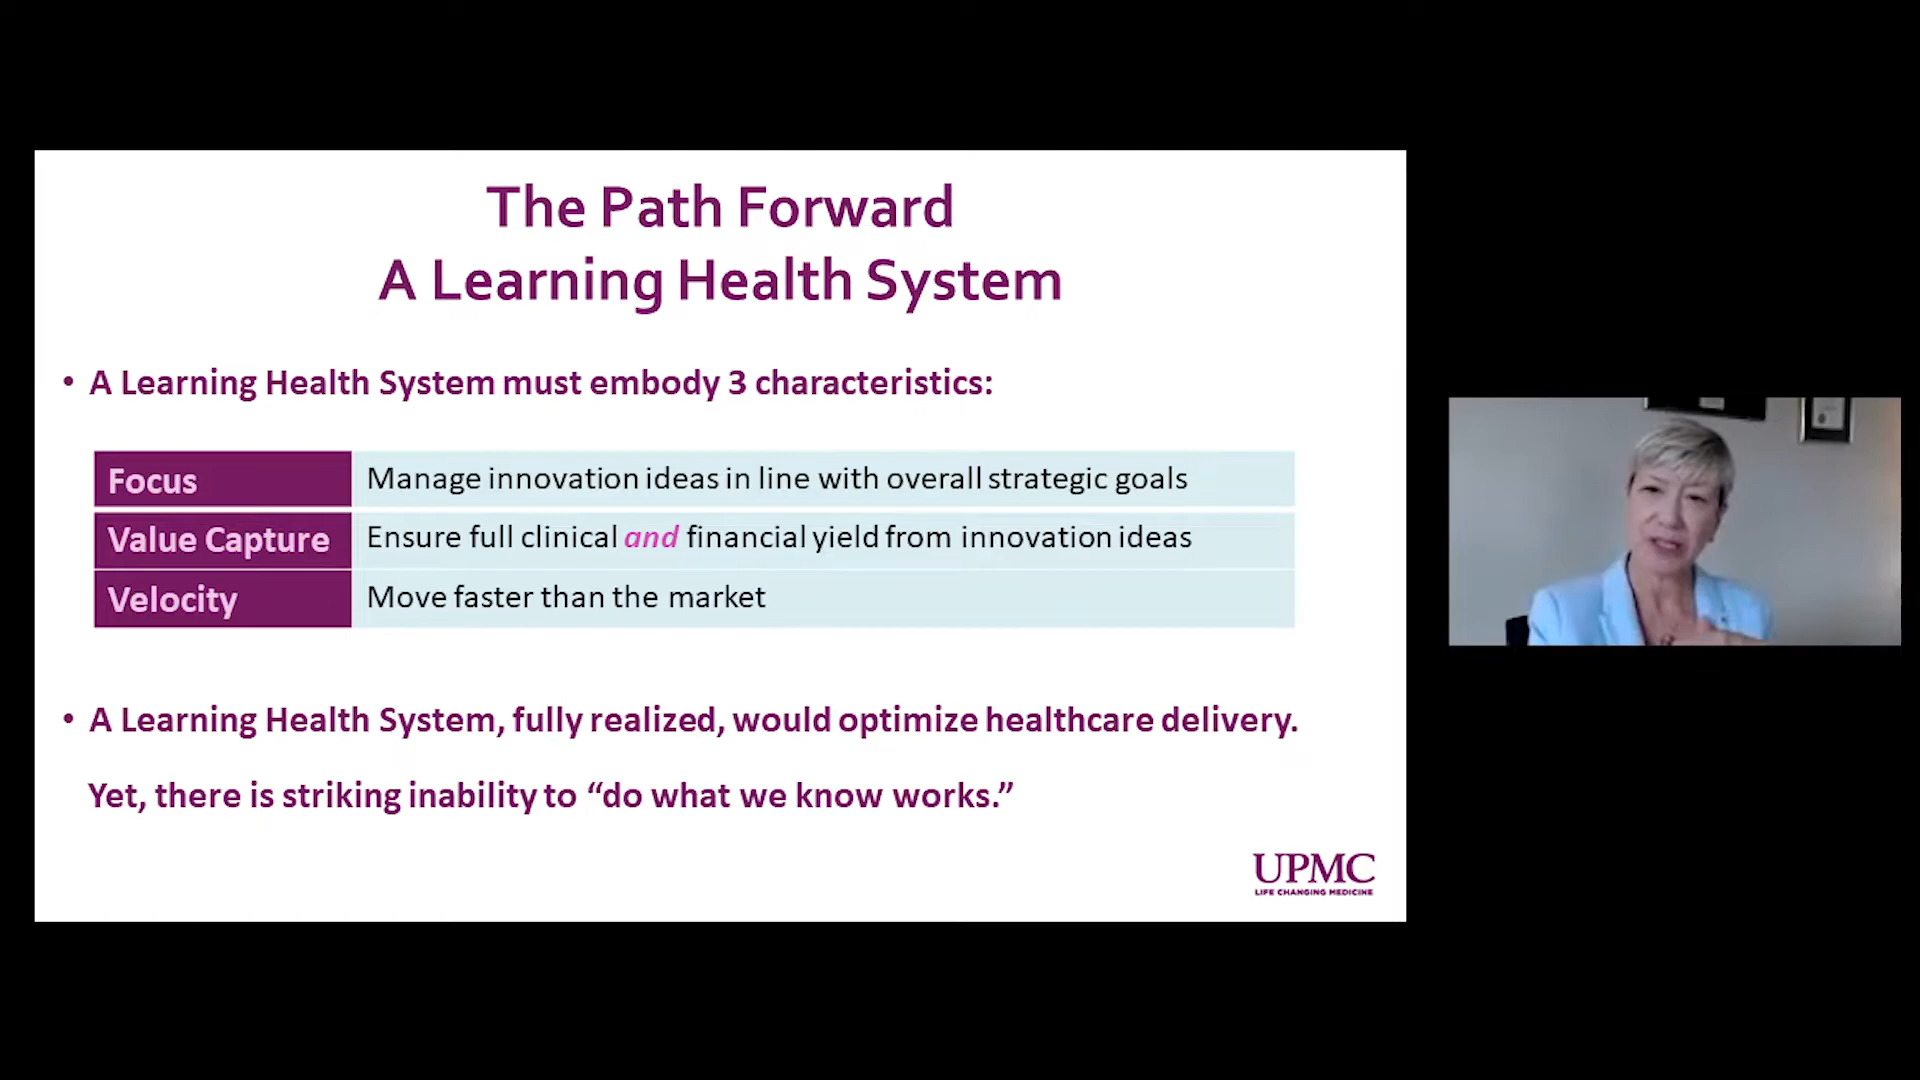 The Path Forward
A Learning Health System
• A Learning Health System must embody 3 characteristics:
Focus Manage innovation ideas in line with overall strategic goals
Value Capture Ensure full clinical and financial yield from innovation ideas
Velocity Move faster than the market
• A Learning Health System, fully realized, would optimize healthcare delivery.
Yet, there is striking inability to “do what we know works.”
UPMC
LIFE CHANGING MEDICINE